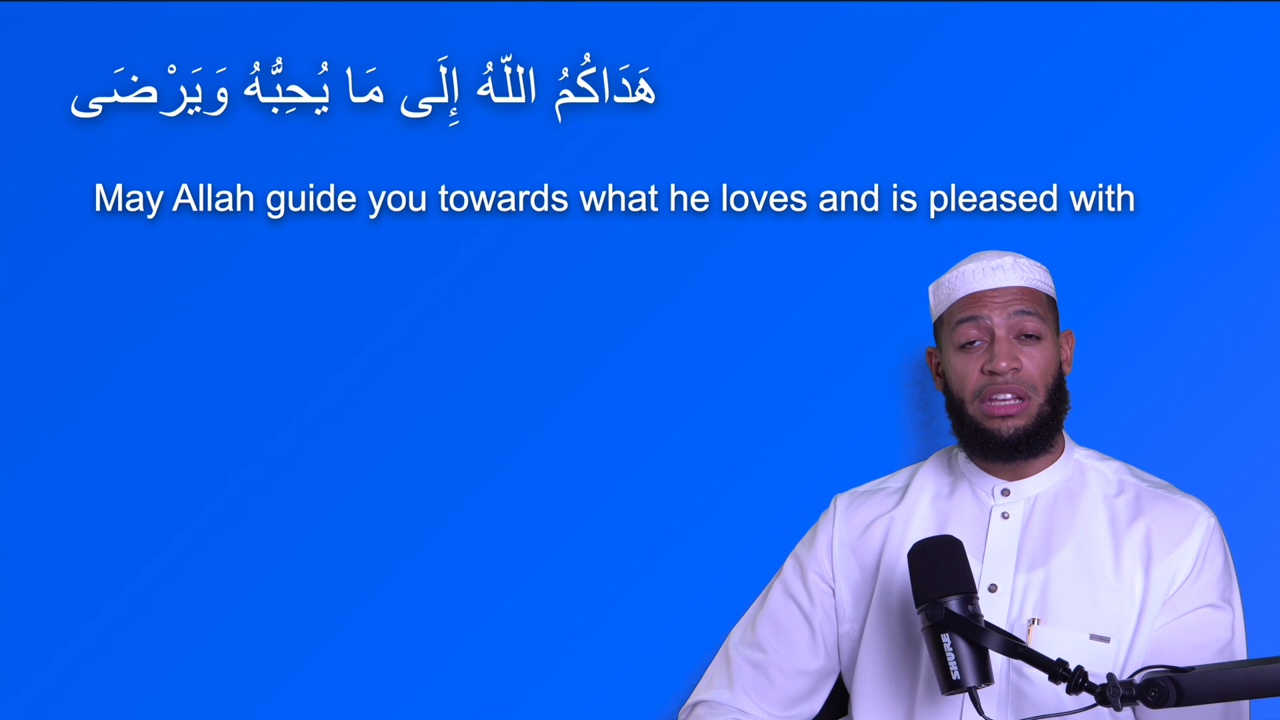 هَدَاكُمُ اللّهُ إِلَى مَا يُحِبُّهُ وَيَرْضَى
May Allah guide you towards what he loves and is pleased with
SHURE